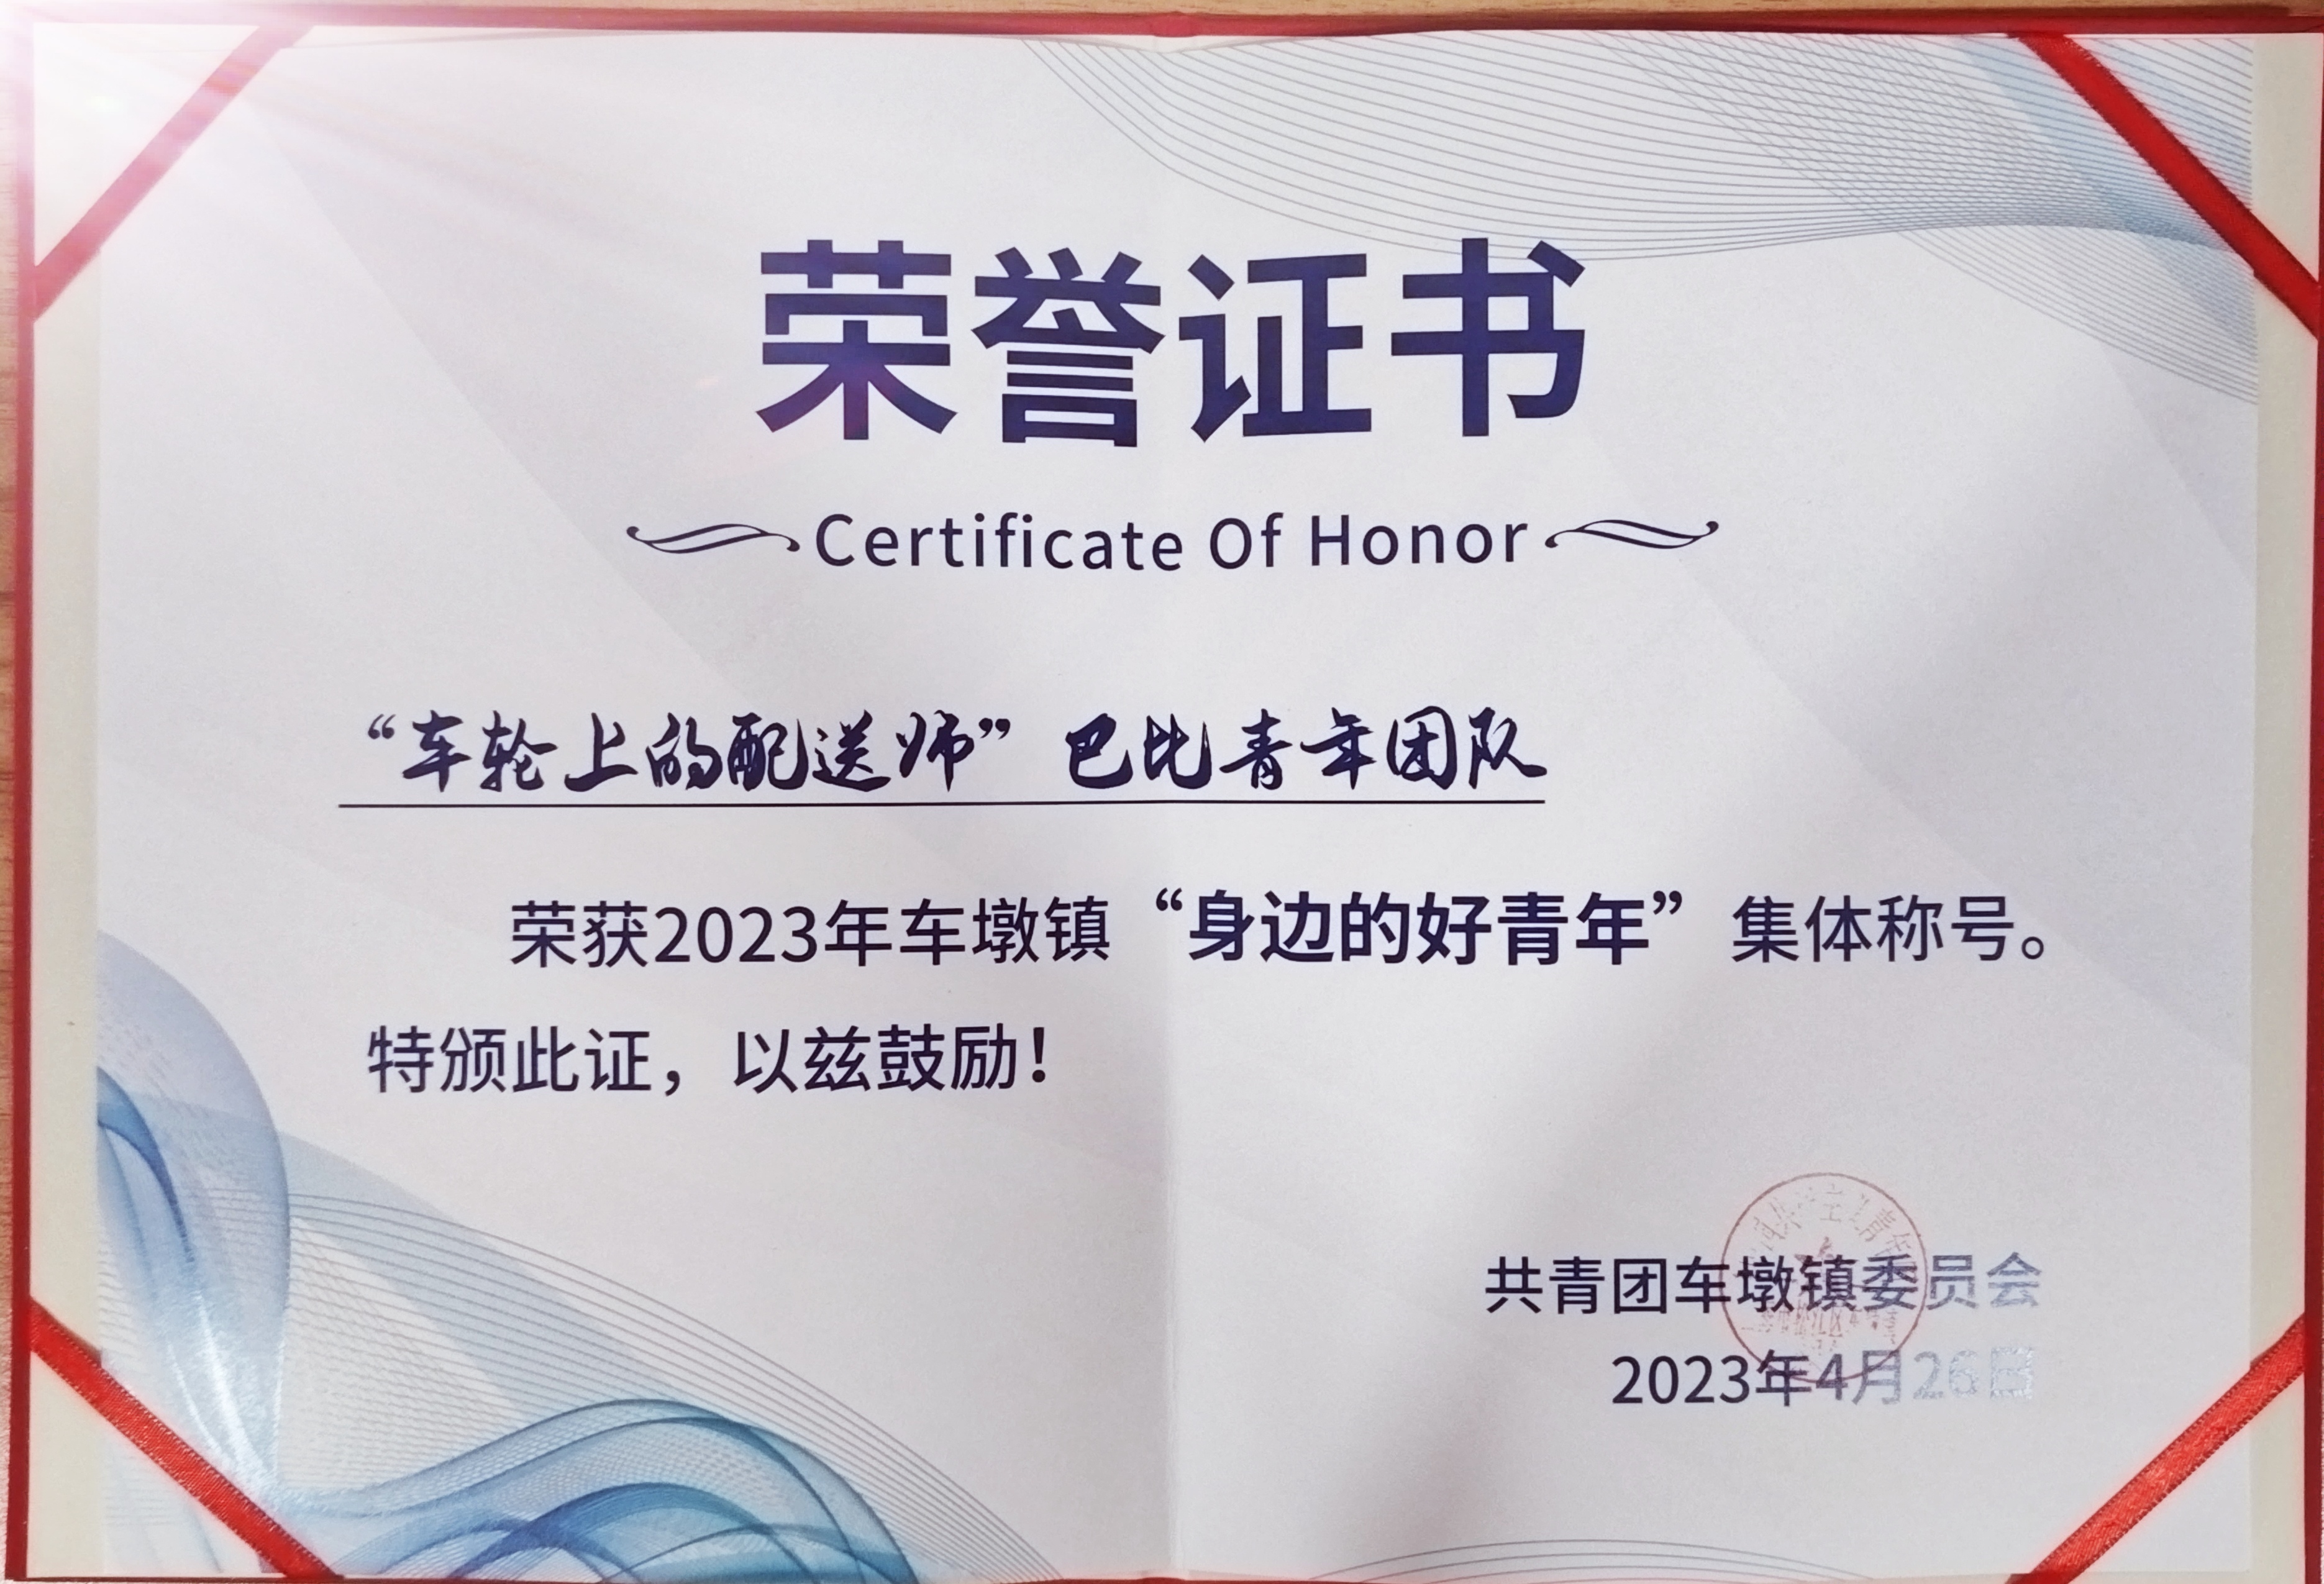 荣誉证书
Certificate Of Honor
“车轮上的配送师”巴比青年团队
荣获2023年车墩镇“身边的好青年”集体称号。
特颁此证，以兹鼓励！
共青团车墩镇委员会
2023年4月26日